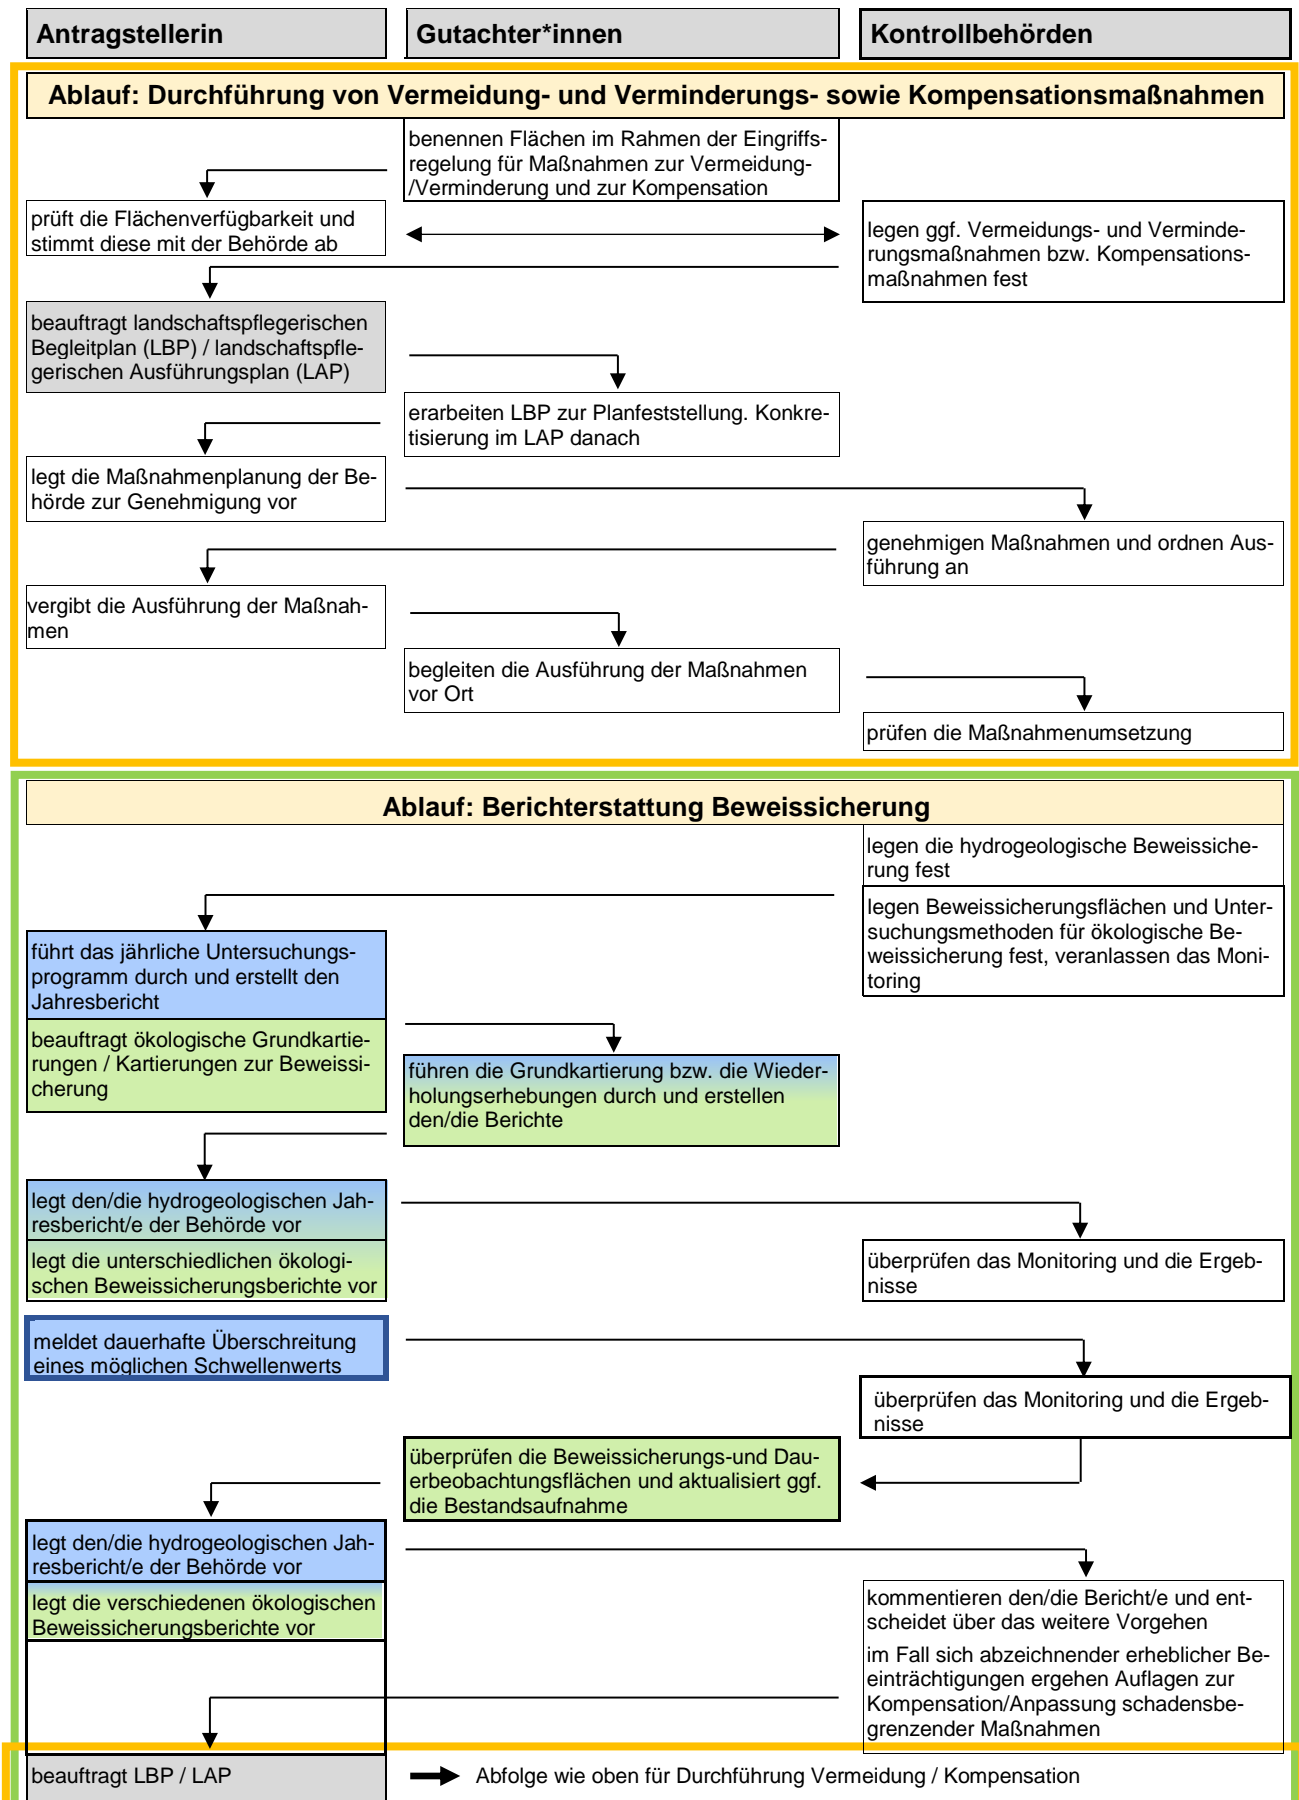 Antragstellerin
Gutachter*innen
Kontrollbehörden
Ablauf: Durchführung von Vermeidung- und Verminderungs- sowie Kompensationsmaßnahmen
benennen Flächen im Rahmen der Eingriffs-
regelung für Maßnahmen zur Vermeidung-
/Verminderung und zur Kompensation
prüft die Flächenverfügbarkeit und
stimmt diese mit der Behörde ab
legen ggf. Vermeidungs- und Verminde-
rungsmaßnahmen bzw. Kompensations-
maßnahmen fest
beauftragt landschaftspflegerischen
Begleitplan (LBP) / landschaftspfle-
gerischen Ausführungsplan (LAP)
erarbeiten LBP zur Planfeststellung. Konkre-
tisierung im LAP danach
legt die Maßnahmenplanung der Be-
hörde zur Genehmigung vor
genehmigen Maßnahmen und ordnen Aus-
führung an
vergibt die Ausführung der Maßnah-
men
begleiten die Ausführung der Maßnahmen
vor Ort
prüfen die Maßnahmenumsetzung
Ablauf: Berichterstattung Beweissicherung
legen die hydrogeologische Beweissiche-
rung fest
legen Beweissicherungsflächen und Unter-
suchungsmethoden für ökologische Be-
weissicherung fest, veranlassen das Moni-
toring
führt das jährliche Untersuchungs-
programm durch und erstellt den
Jahresbericht
beauftragt ökologische Grundkartie-
rungen / Kartierungen zur Beweissi-
cherung
führen die Grundkartierung bzw. die Wieder-
holungserhebungen durch und erstellen
den/die Berichte
legt den/die hydrogeologischen Jah-
resbericht/e der Behörde vor
legt die unterschiedlichen ökologi-
schen Beweissicherungsberichte vor
überprüfen das Monitoring und die Ergeb-
nisse
meldet dauerhafte Überschreitung
eines möglichen Schwellenwerts
überprüfen das Monitoring und die Ergeb-
nisse
überprüfen die Beweissicherungs-und Dau-
erbeobachtungsflächen und aktualisiert ggf.
die Bestandsaufnahme
legt den/die hydrogeologischen Jah-
resbericht/e der Behörde vor
legt die verschiedenen ökologischen
Beweissicherungsberichte vor
kommentieren den/die Bericht/e und ent-
scheidet über das weitere Vorgehen
im Fall sich abzeichnender erheblicher Be-
einträchtigungen ergehen Auflagen zur
Kompensation/Anpassung schadensbe-
grenzender Maßnahmen
beauftragt LBP / LAP
Abfolge wie oben für Durchführung Vermeidung / Kompensation